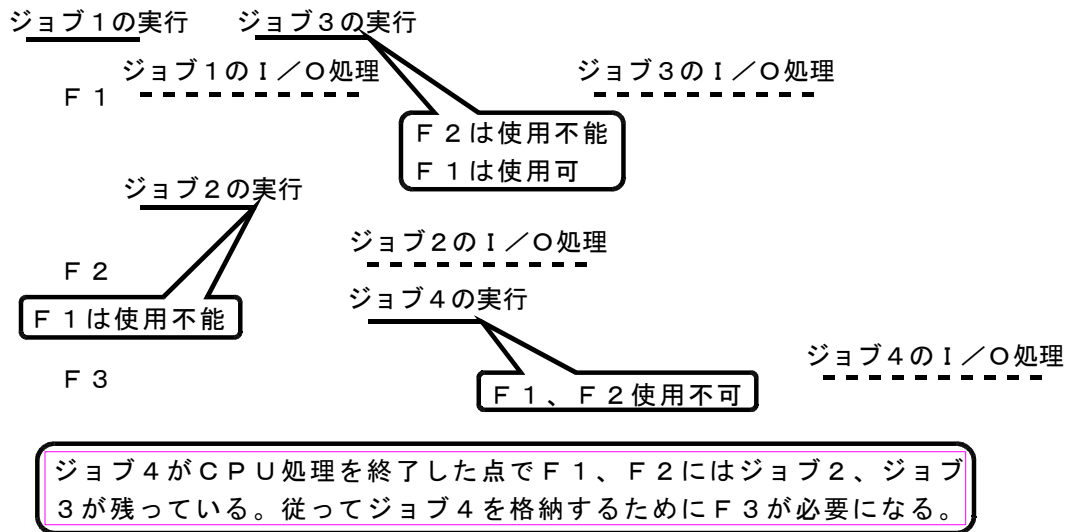 ジョブ1の実行 ジョブ3の実行
ジョブ1のI/O処理 ジョブ3のI/O処理
F1
F2は使用不能
F1は使用可
ジョブ2の実行
ジョブ2のI/O処理
F2
ジョブ4の実行
F1は使用不能
ジョブ4のI/O処理
F3
F1、F2使用不可
ジョブ4がCPU処理を終了した点でF1、F2にはジョブ2、ジョブ
3が残っている。従ってジョブ4を格納するためにF3が必要になる。